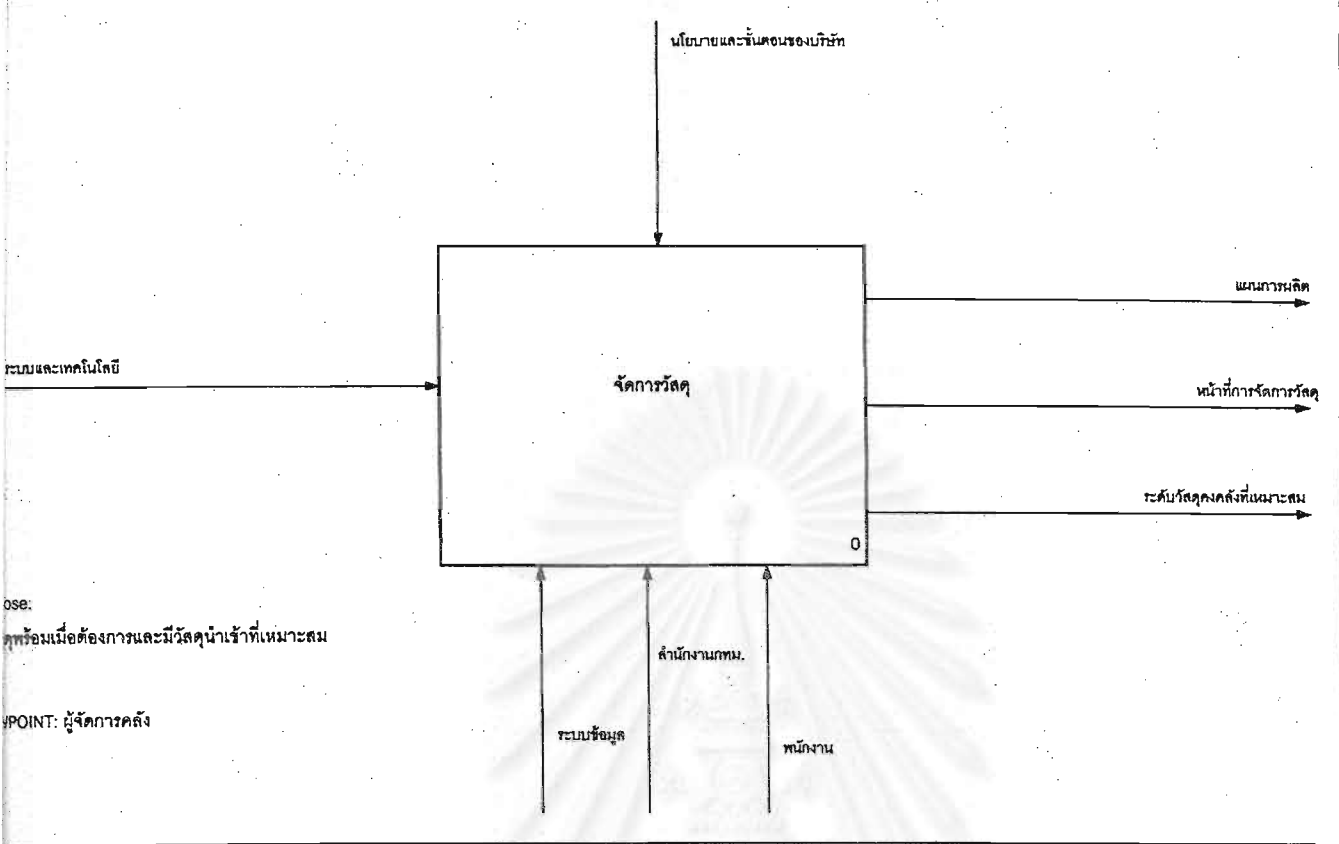 นโยบายและขั้นตอนของบริษัท
แผนการผลิต
ระบบและเทคโนโลยี
จัดการวัสดุ
หน้าที่การจัดการวัสดุ
ระดับวัสดุคงคลังที่เหมาะสม
0
ose:
ดุพร้อมเมื่อต้องการและมีวัสดุนำเข้าที่เหมาะสม
สำนักงานกทม.
POINT: ผู้จัดการคลัง
ระบบข้อมูล
พนักงาน